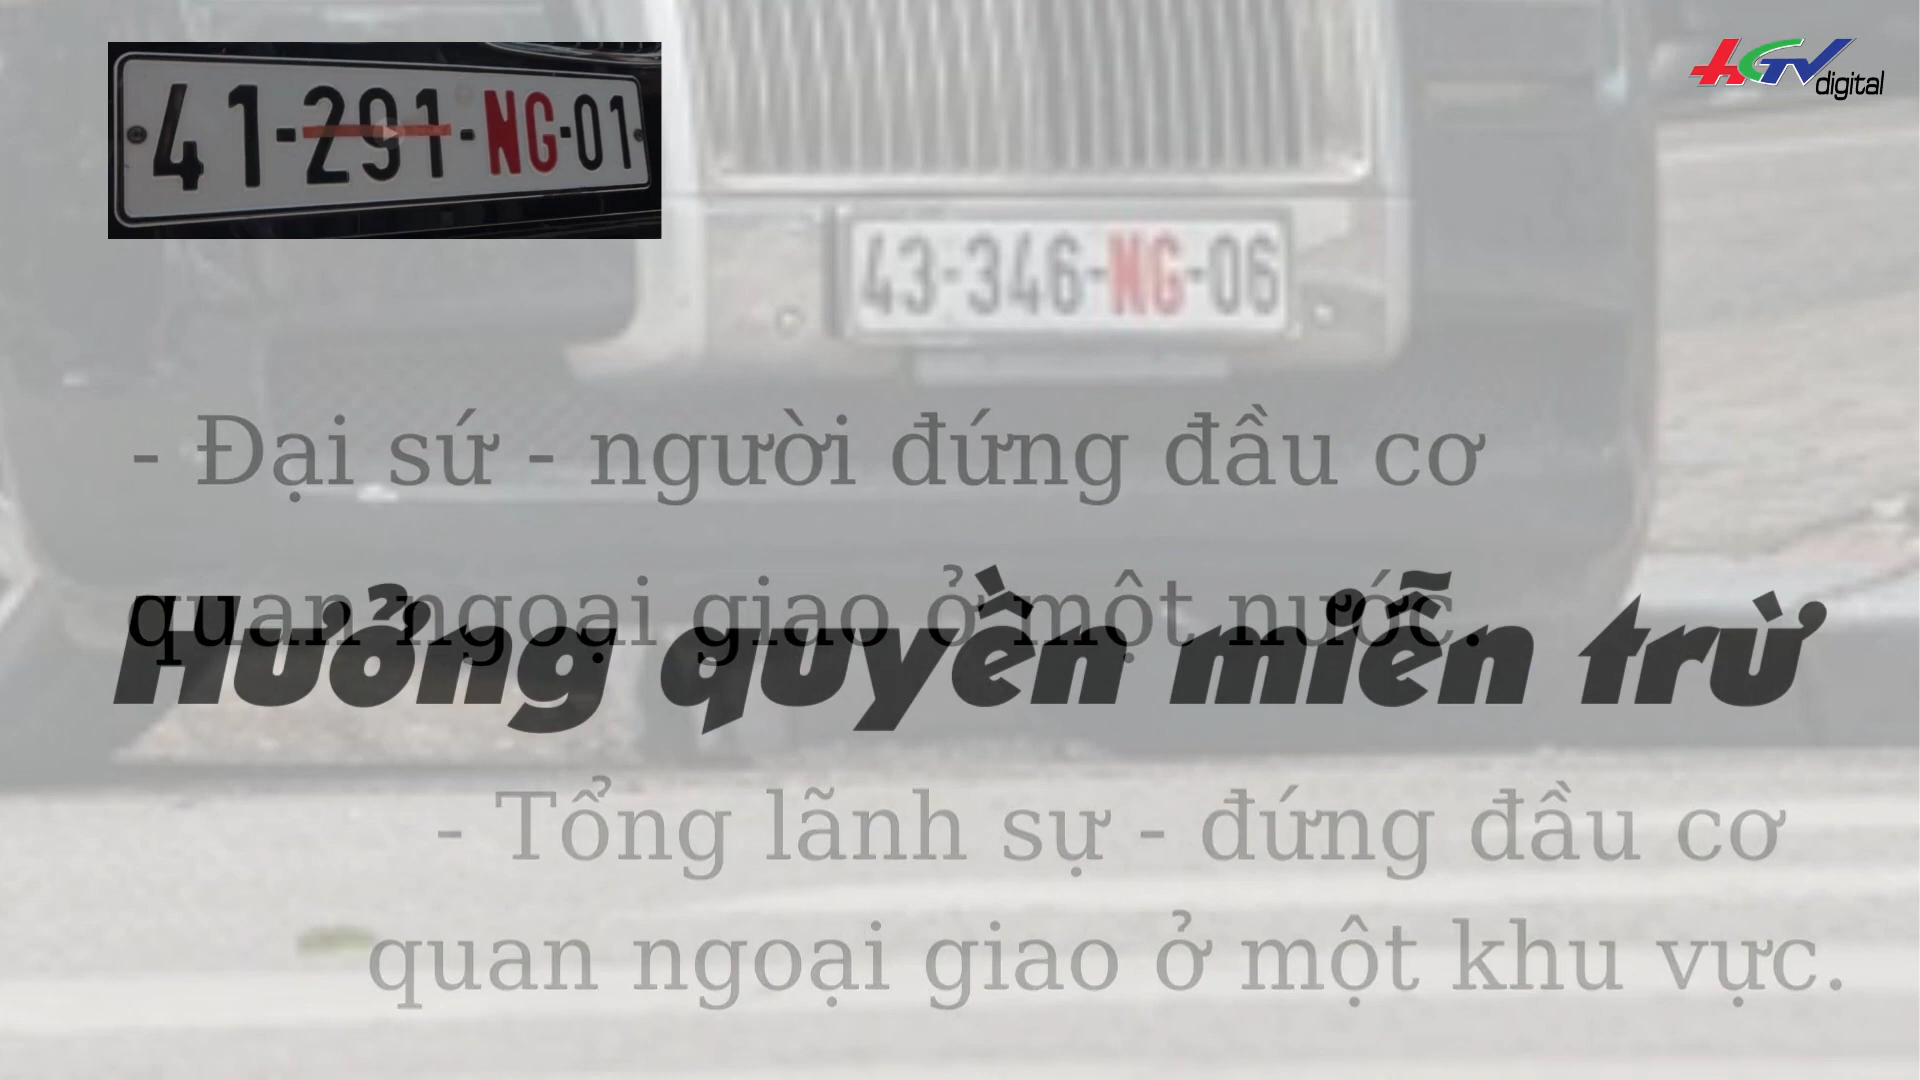 41-291-NG-01
HGTV digital
43-346-NG-06
- Đại sứ - người đứng đầu cơ
quan ngoại giao ở một nước.
Hưởng quyền miễn trừ
- Tổng lãnh sự - đứng đầu cơ
quan ngoại giao ở một khu vực.